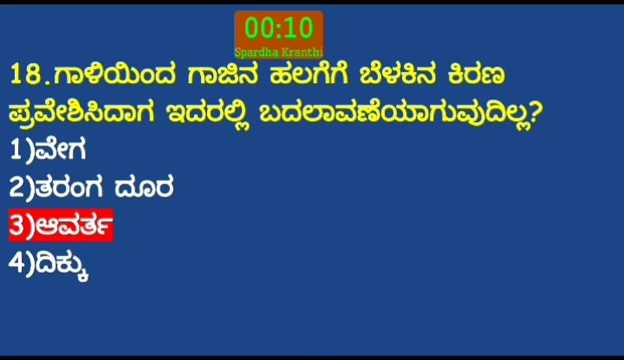 00:10
Spardha Kranthi
18.ಗಾಳಿಯಿಂದ ಗಾಜಿನ ಹಲಗೆಗೆ ಬೆಳಕಿನ ಕಿರಣ
ಪ್ರವೇಶಿಸಿದಾಗ ಇದರಲ್ಲಿ ಬದಲಾವಣೆಯಾಗುವುದಿಲ್ಲ?
1)ವೇಗ
2)ತರಂಗ ದೂರ
3)ಆವರ್ತ
4)ದಿಕ್ಕು